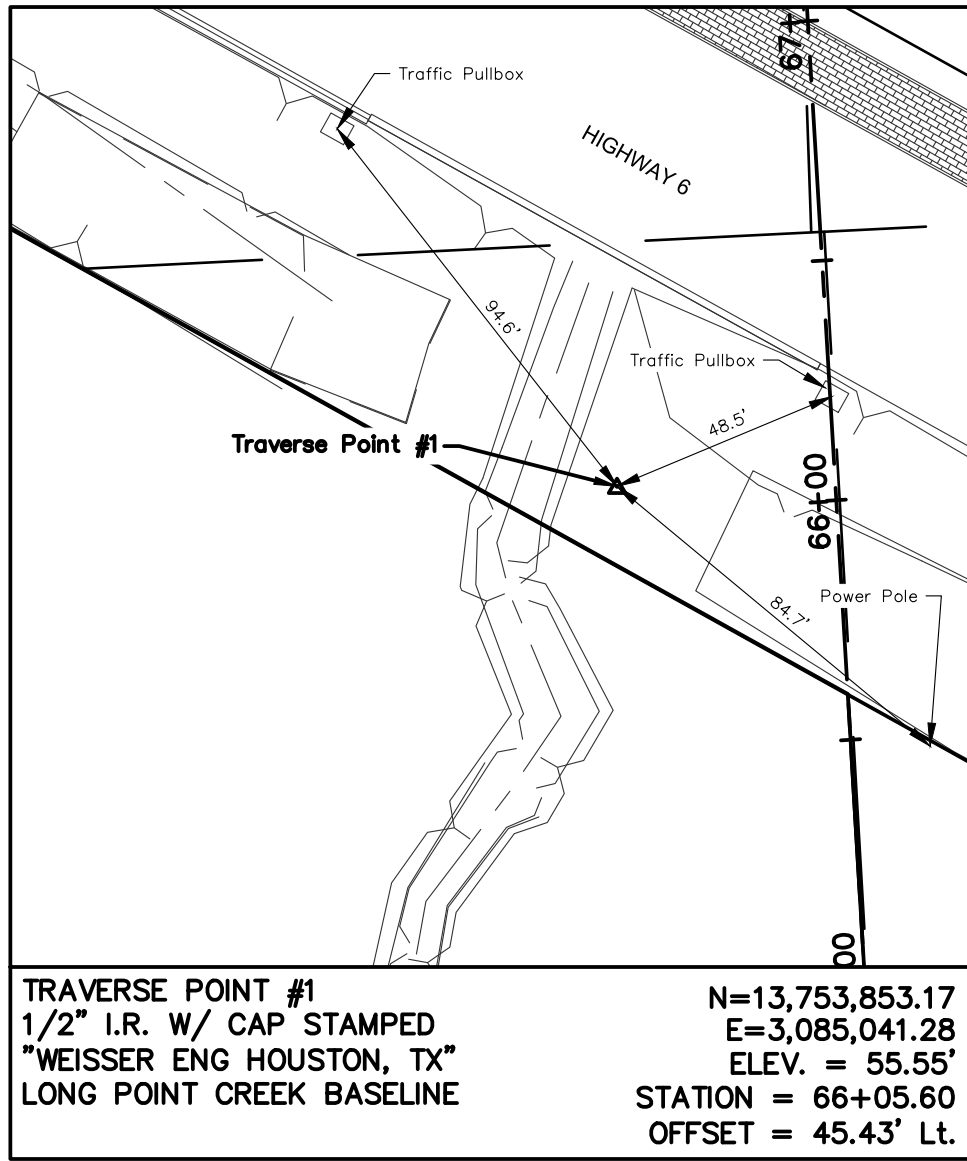 67+
Traffic Pullbox
HIGHWAY 6
94.6'
Traffic Pullbox
48.5'
Traverse Point #1
66+00
Power Pole
84.7'
00
TRAVERSE POINT #1
1/2" I.R. W/ CAP STAMPED
"WEISSER ENG HOUSTON, TX"
LONG POINT CREEK BASELINE
N=13,753,853.17
E=3,085,041.28
ELEV. = 55.55'
STATION = 66+05.60
OFFSET = 45.43' Lt.